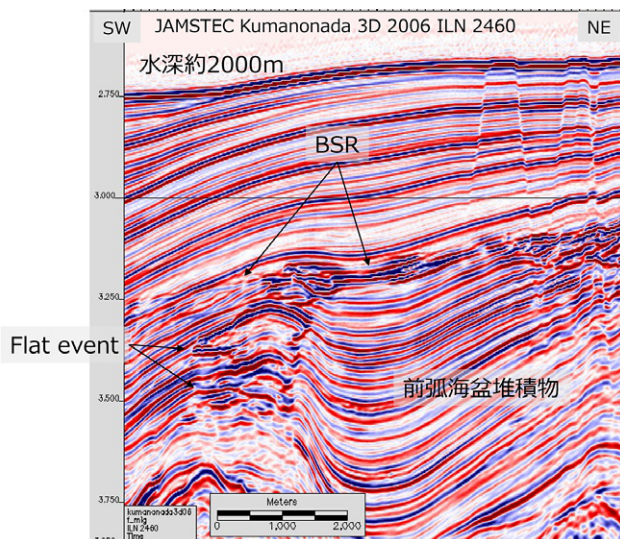 SW
JAMSTEC Kumanonada 3D 2006 ILN 2460
NE
水深約2000m
2.750
BSR
3.000
3.250
Flat event
3.500
前弧海盆堆積物
3.750
kumanonada3d06
f_mig
ILN 2460
Time
Meters
0 1,000 2,000